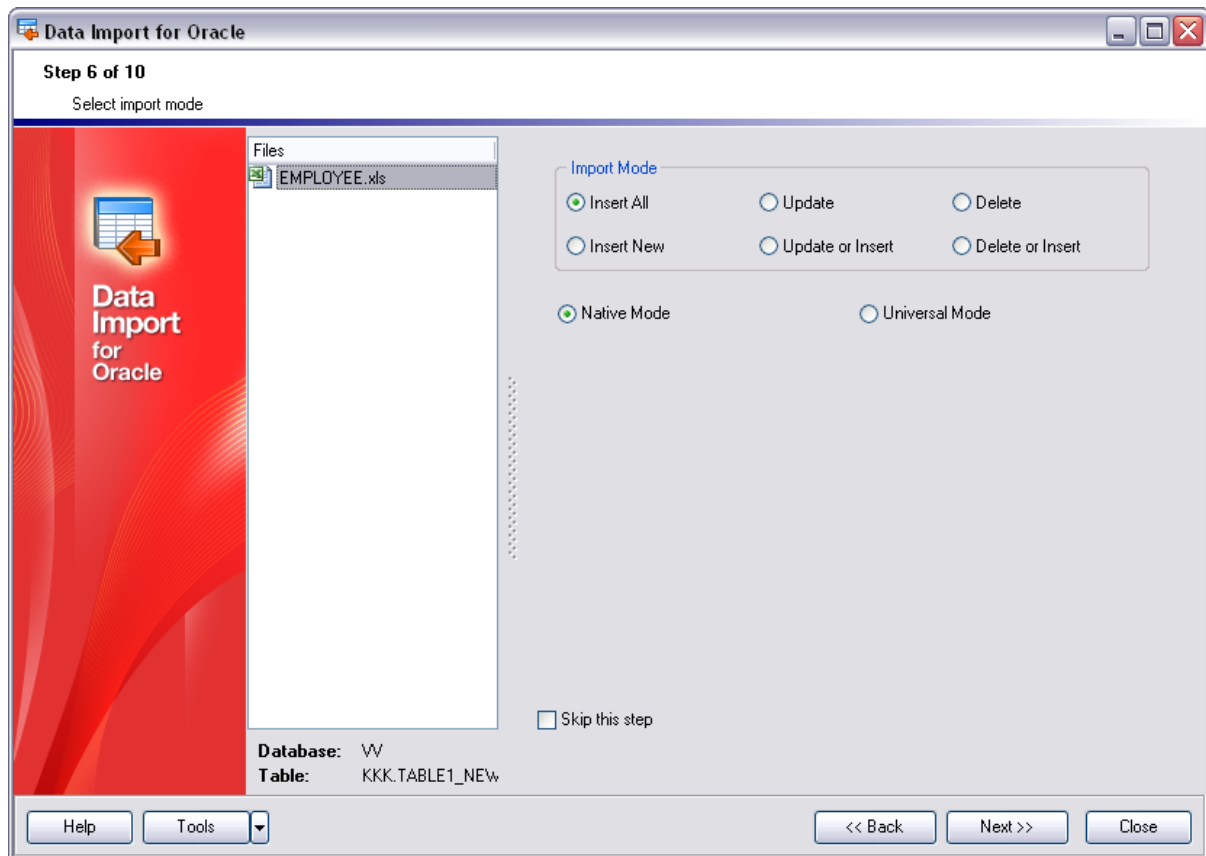 Data Import for Oracle
Step 6 of 10
Select import mode
Data
Import
for
Oracle
Files
EMPLOYEE.xls
Import Mode
Insert All
Update
Delete
Insert New
Update or Insert
Delete or Insert
Native Mode
Universal Mode
Skip this step
Database: VV
Table: KKK.TABLE1_NEW
Help
Tools
<< Back
Next >>
Close